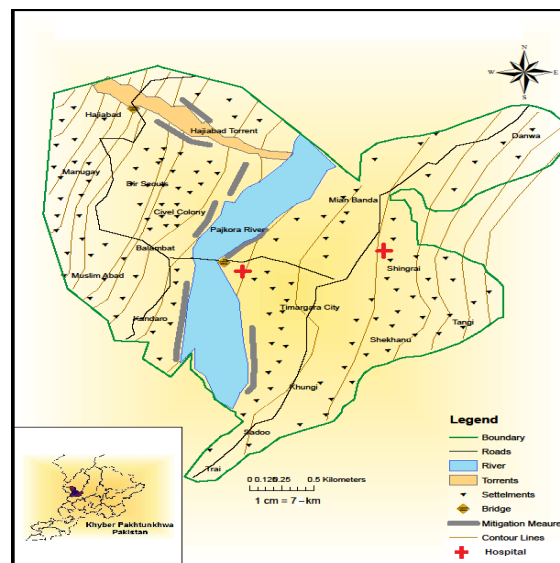 N
W E
S
Danwa
Hajiabad
Hajiabad Torrent
Manugay
Bir Sroudi
Mian Banda
Civel Colony
Pajkora River
Balambat
Muslim Abad
Shingrai
Timargara City
Kandaro
Tangi
Shekhanu
Khungi
Sadoo
Trai
0 0.125 0.25 0.5 Kilometers
1 cm = 7 - km
Khyber Pakhtunkhwa
Pakistan
Legend
Boundary
Roads
River
Torrents
Settelments
Bridge
Mitigation Meaure
Contour Lines
Hospital